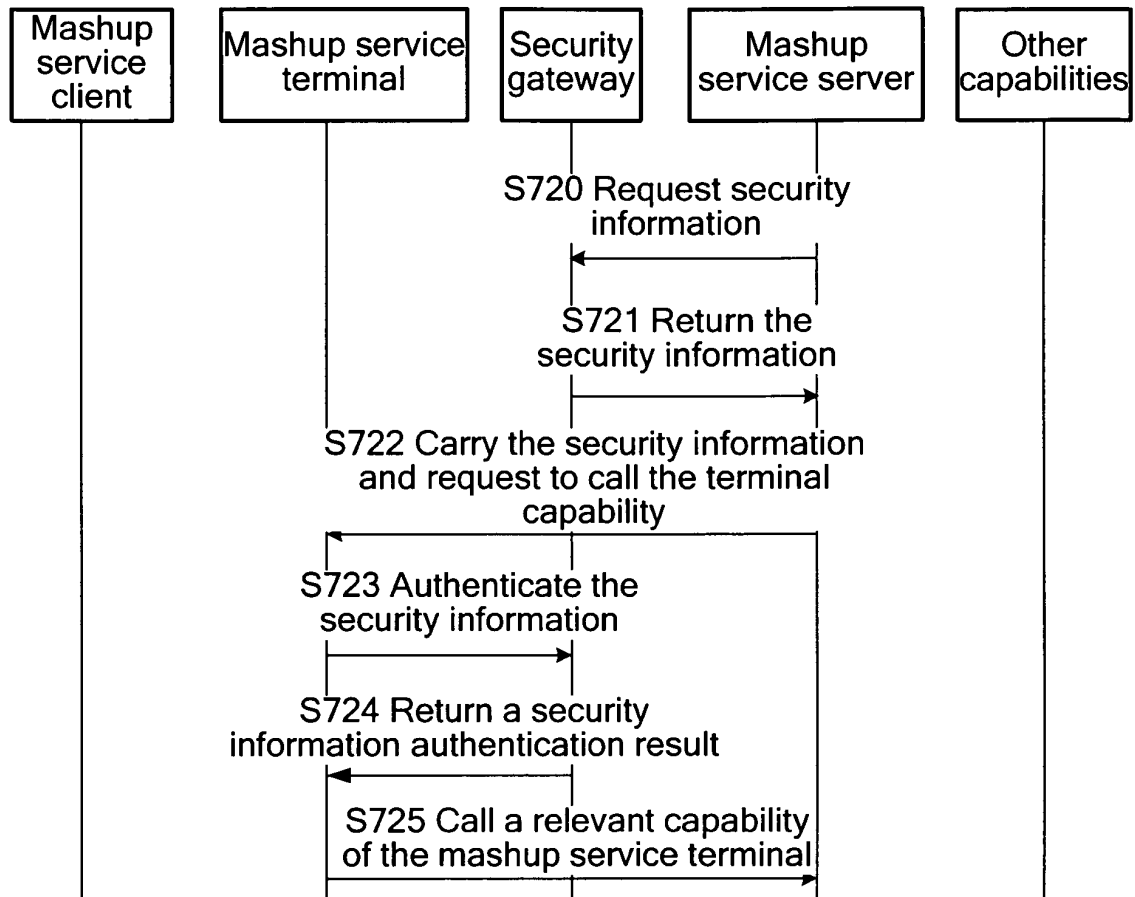 Mashup
service
client
Mashup service
terminal
Security
gateway
Mashup
service server
Other
capabilities
S720 Request security
information
S721 Return the
security information
S722 Carry the security information
and request to call the terminal
capability
S723 Authenticate the
security information
S724 Return a security
information authentication result
S725 Call a relevant capability
of the mashup service terminal